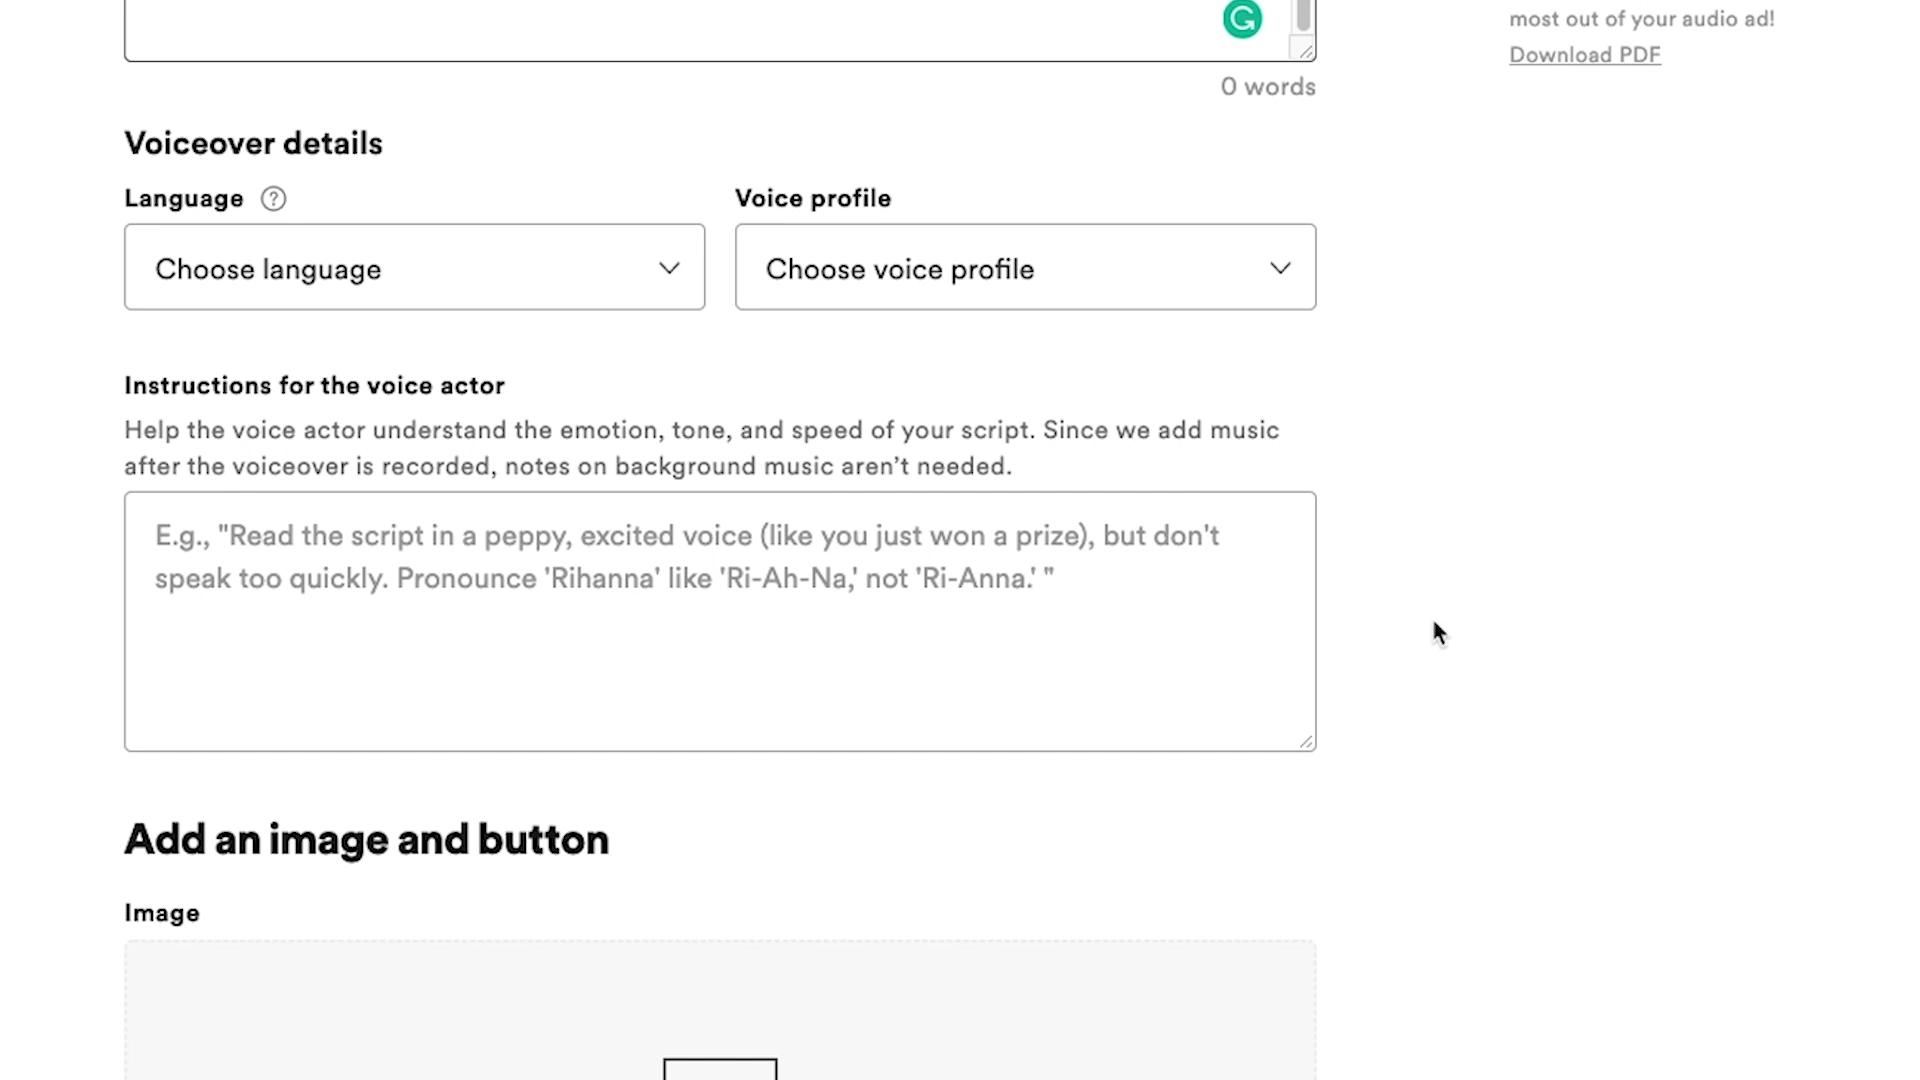 most out of your audio ad!
Download PDF
0 words
Voiceover details
Language
Voice profile
Choose language
Choose voice profile
Instructions for the voice actor
Help the voice actor understand the emotion, tone, and speed of your script. Since we add music
after the voiceover is recorded, notes on background music aren’t needed.
E.g., "Read the script in a peppy, excited voice (like you just won a prize), but don't
speak too quickly. Pronounce 'Rihanna' like 'Ri-Ah-Na,' not 'Ri-Anna.' "
Add an image and button
Image